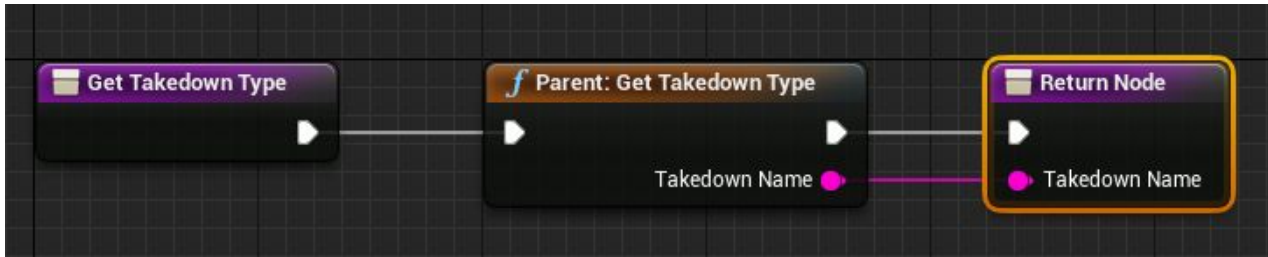 Get Takedown Type
Parent: Get Takedown Type
Takedown Name
Return Node
Takedown Name